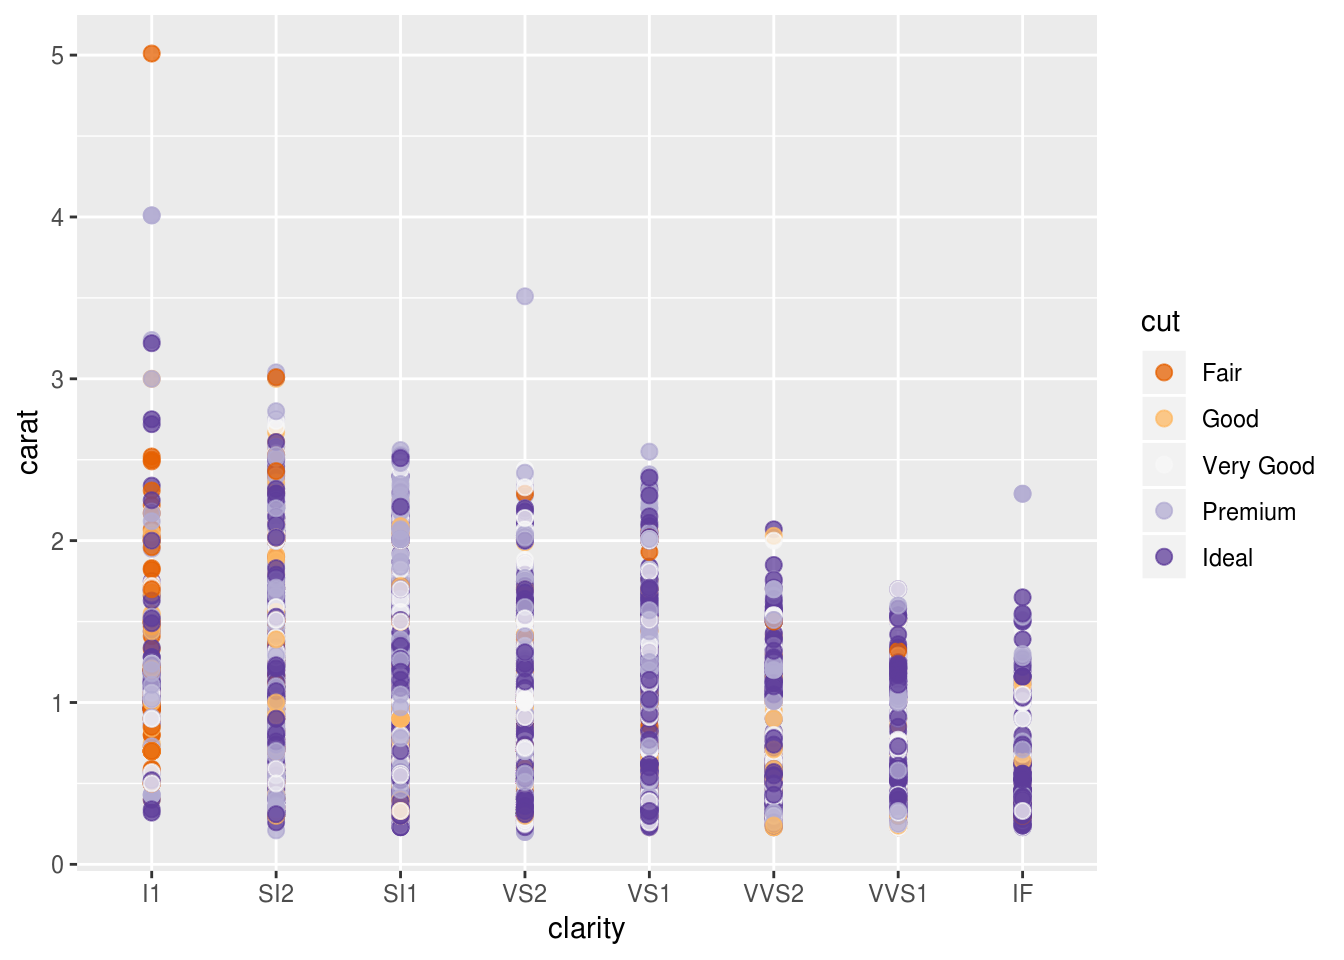 5
4
3
2
1
0
carat
I1 SI2 SI1 VS2 VS1 VVS2 VVS1 IF
clarity
cut
Fair
Good
Very Good
Premium
Ideal